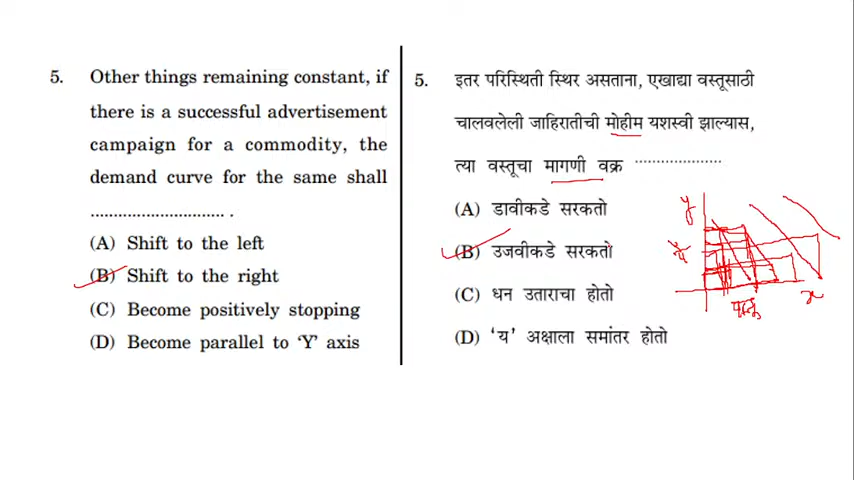 5. Other things remaining constant, if
there is a successful advertisement
campaign for a commodity, the
demand curve for the same shall
............................. .
(A) Shift to the left
(B) Shift to the right
(C) Become positively stopping
(D) Become parallel to ‘Y’ axis
5. इतर परिस्थिती स्थिर असताना, एखाद्या वस्तूसाठी
चालवलेली जाहिरातीची मोहीम यशस्वी झाल्यास,
त्या वस्तूचा मागणी वक्र .....................
(A) डावीकडे सरकतो
(B) उजवीकडे सरकतो
(C) धन उताराचा होतो
(D) ‘य’ अक्षाला समांतर होतो
y
x